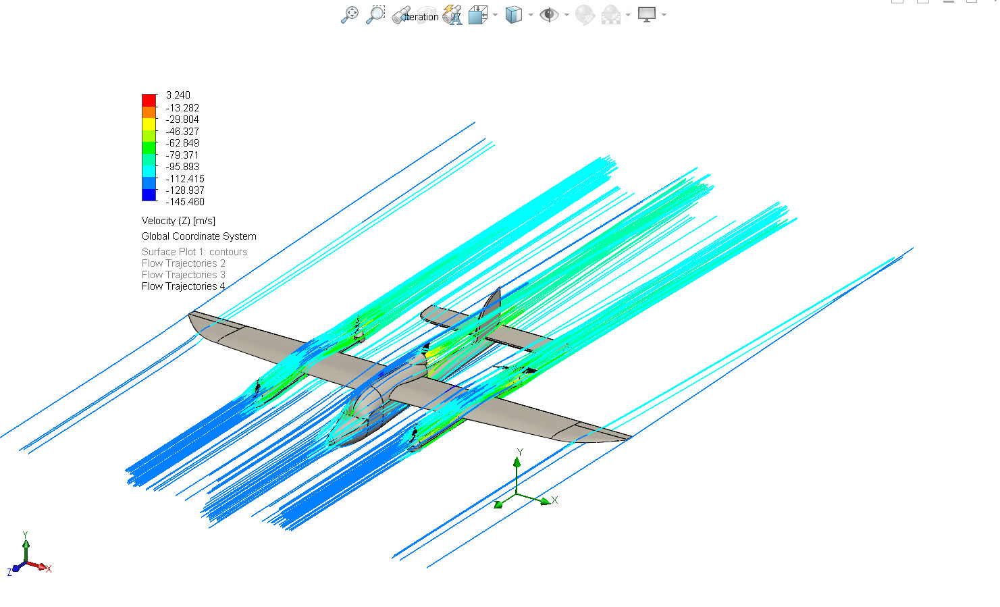 Iteration = 97
3.240
-13.282
-29.804
-46.327
-62.849
-79.371
-95.893
-112.415
-128.937
-145.460
Velocity (Z) [m/s]
Global Coordinate System
Surface Plot 1: contours
Flow Trajectories 2
Flow Trajectories 3
Flow Trajectories 4
Y
Z
X
Y
Z
X